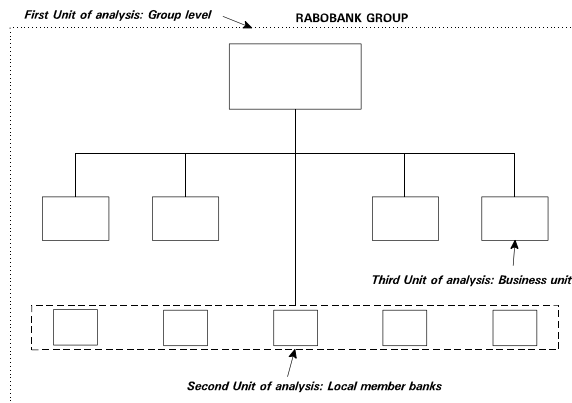 First Unit of analysis: Group level
RABOBANK GROUP
Third Unit of analysis: Business unit
Second Unit of analysis: Local member banks